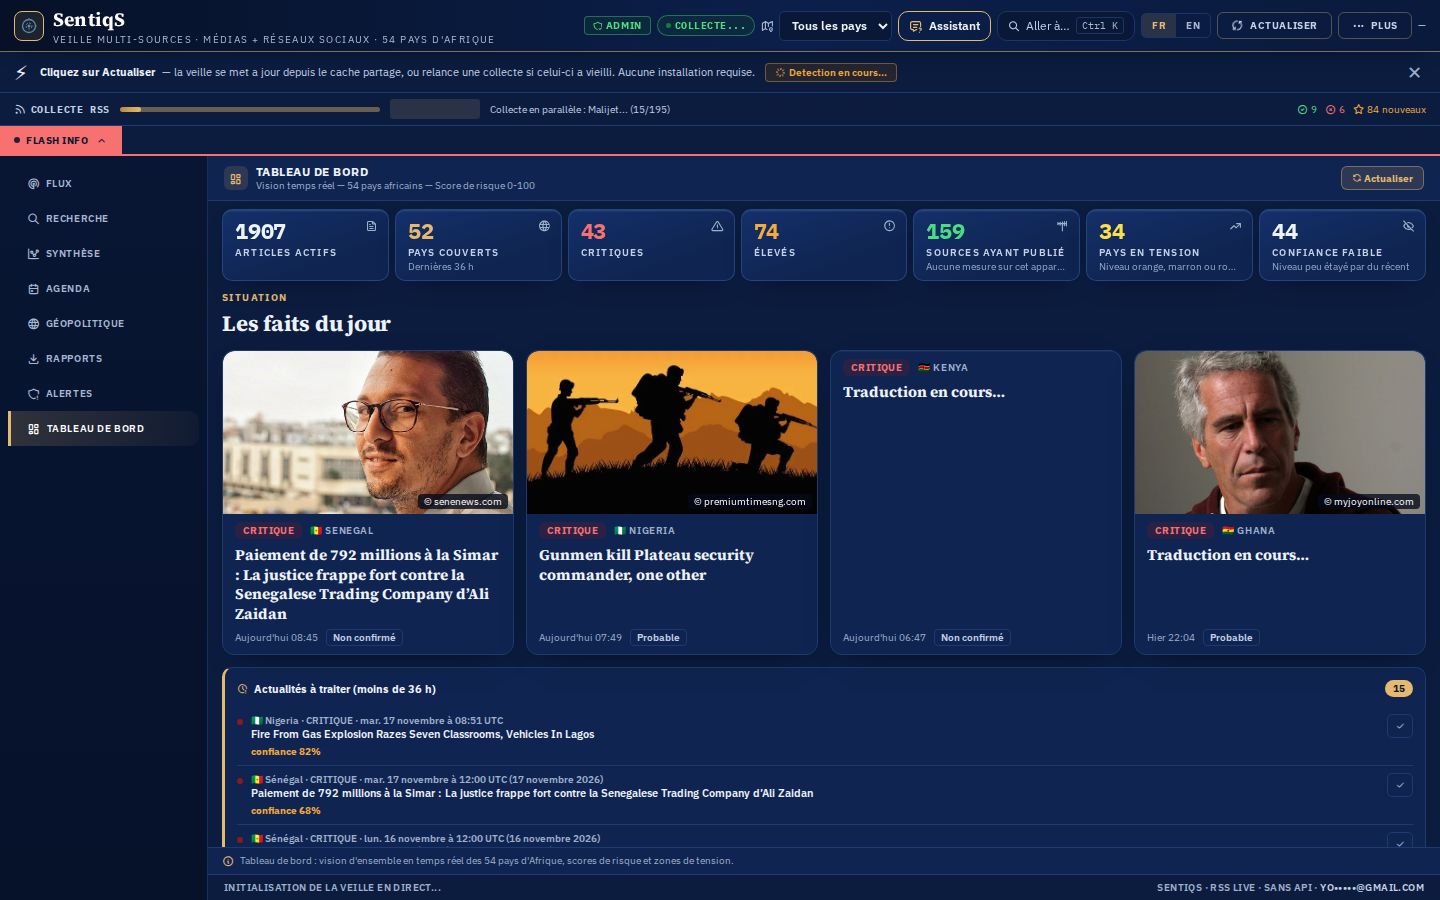 SentiqS
VEILLE MULTI-SOURCES · MÉDIAS + RÉSEAUX SOCIAUX · 54 PAYS D'AFRIQUE
ADMIN
COLLECTE...
Tous les pays
Assistant
Aller à...
Ctrl K
FR
EN
ACTUALISER
PLUS
Cliquez sur Actualiser — la veille se met a jour depuis le cache partage, ou relance une collecte si celui-ci a vieilli. Aucune installation requise.
Detection en cours...
COLLECTE RSS
Collecte en parallèle : Malijet... (15/195)
9
6
84 nouveaux
FLASH INFO
FLUX
RECHERCHE
SYNTHÈSE
AGENDA
GÉOPOLITIQUE
RAPPORTS
ALERTES
TABLEAU DE BORD
TABLEAU DE BORD
Vision temps réel — 54 pays africains — Score de risque 0-100
Actualiser
1907
ARTICLES ACTIFS
52
PAYS COUVERTS
Dernières 36 h
43
CRITIQUES
74
ÉLEVÉS
159
SOURCES AYANT PUBLIÉ
Aucune mesure sur cet appar...
34
PAYS EN TENSION
Niveau orange, marron ou ro...
44
CONFIANCE FAIBLE
Niveau peu étayé par du récent
SITUATION
Les faits du jour
© senenews.com
CRITIQUE
SENEGAL
Paiement de 792 millions à la Simar
: La justice frappe fort contre la
Senegalese Trading Company d'Ali
Zaidan
Aujourd'hui 08:45
Non confirmé
© premiumtimesng.com
CRITIQUE
NIGERIA
Gunmen kill Plateau security
commander, one other
Aujourd'hui 07:49
Probable
CRITIQUE
KENYA
Traduction en cours...
Aujourd'hui 06:47
Non confirmé
© myjoyonline.com
CRITIQUE
GHANA
Traduction en cours...
Hier 22:04
Probable
Actualités à traiter (moins de 36 h)
15
Nigeria · CRITIQUE · mar. 17 novembre à 08:51 UTC
Fire From Gas Explosion Razes Seven Classrooms, Vehicles In Lagos
confiance 82%
Sénégal · CRITIQUE · mar. 17 novembre à 12:00 UTC (17 novembre 2026)
Paiement de 792 millions à la Simar : La justice frappe fort contre la Senegalese Trading Company d'Ali Zaidan
confiance 68%
Sénégal · CRITIQUE · lun. 16 novembre à 12:00 UTC (16 novembre 2026)
Tableau de bord : vision d'ensemble en temps réel des 54 pays d'Afrique, scores de risque et zones de tension.
INITIALISATION DE LA VEILLE EN DIRECT...
SENTIQS · RSS LIVE · SANS API · YO•••••@GMAIL.COM